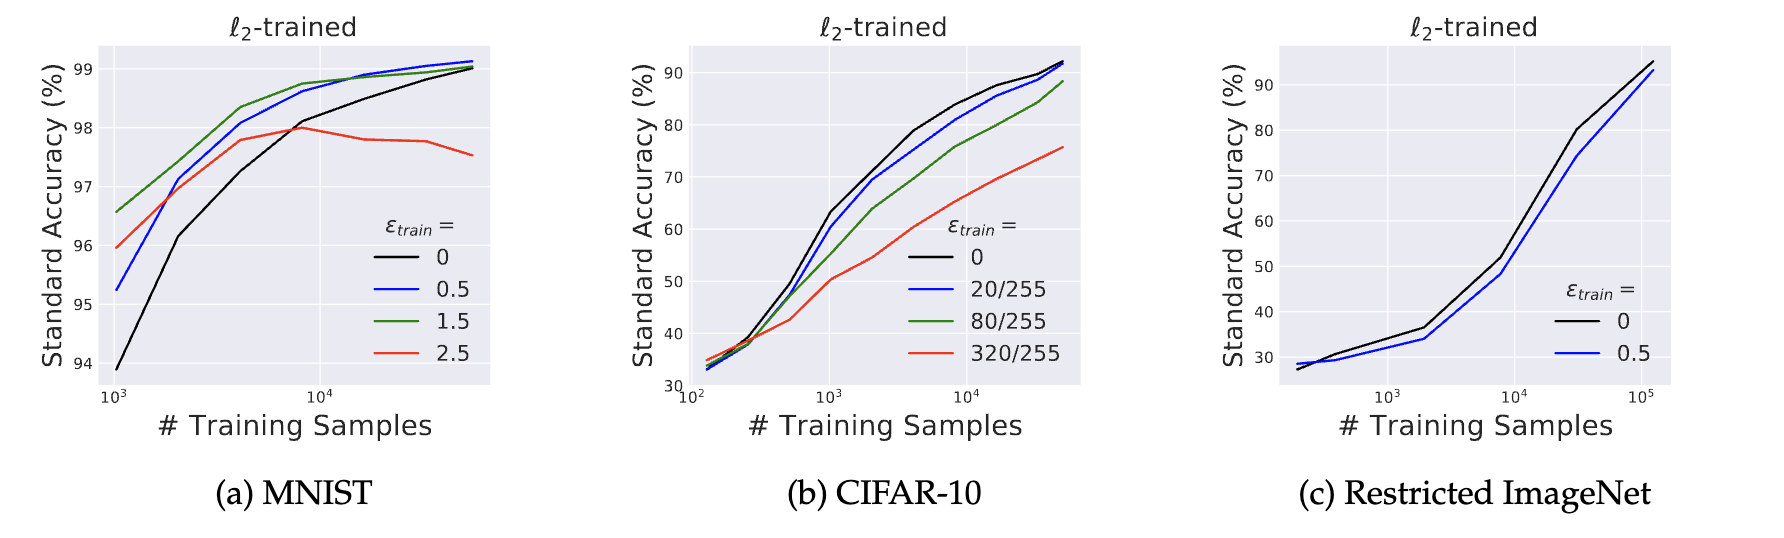 ℓ₂-trained
Standard Accuracy (%)
99
98
97
96
95
94
10³
10⁴
ε_train =
0
0.5
1.5
2.5
# Training Samples
(a) MNIST
ℓ₂-trained
Standard Accuracy (%)
90
80
70
60
50
40
30
10²
10³
10⁴
ε_train =
0
20/255
80/255
320/255
# Training Samples
(b) CIFAR-10
ℓ₂-trained
Standard Accuracy (%)
90
80
70
60
50
40
30
10³
10⁴
10⁵
ε_train =
0
0.5
# Training Samples
(c) Restricted ImageNet